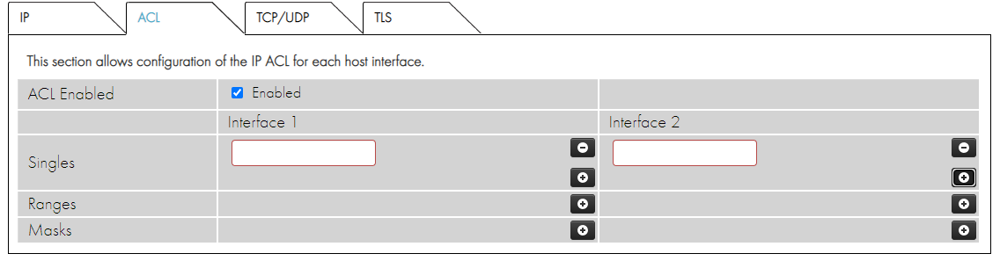 IP ACL TCP/UDP TLS
This section allows configuration of the IP ACL for each host interface.
ACL Enabled Enabled
Interface 1 Interface 2
Singles
Ranges
Masks